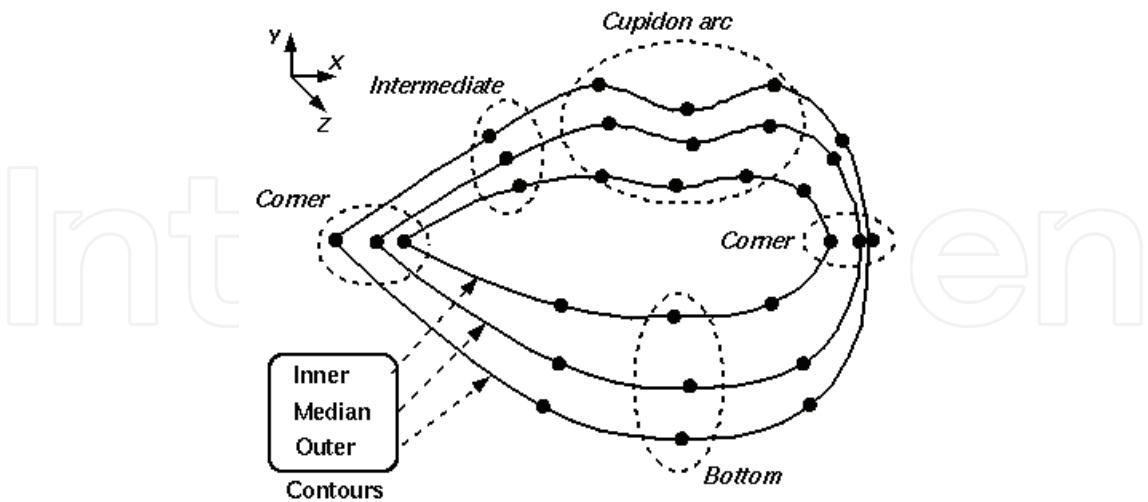 Cupidon arc
Y
X
Z
Intermediate
Corner
Corner
Inner
Median
Outer
Contours
Bottom